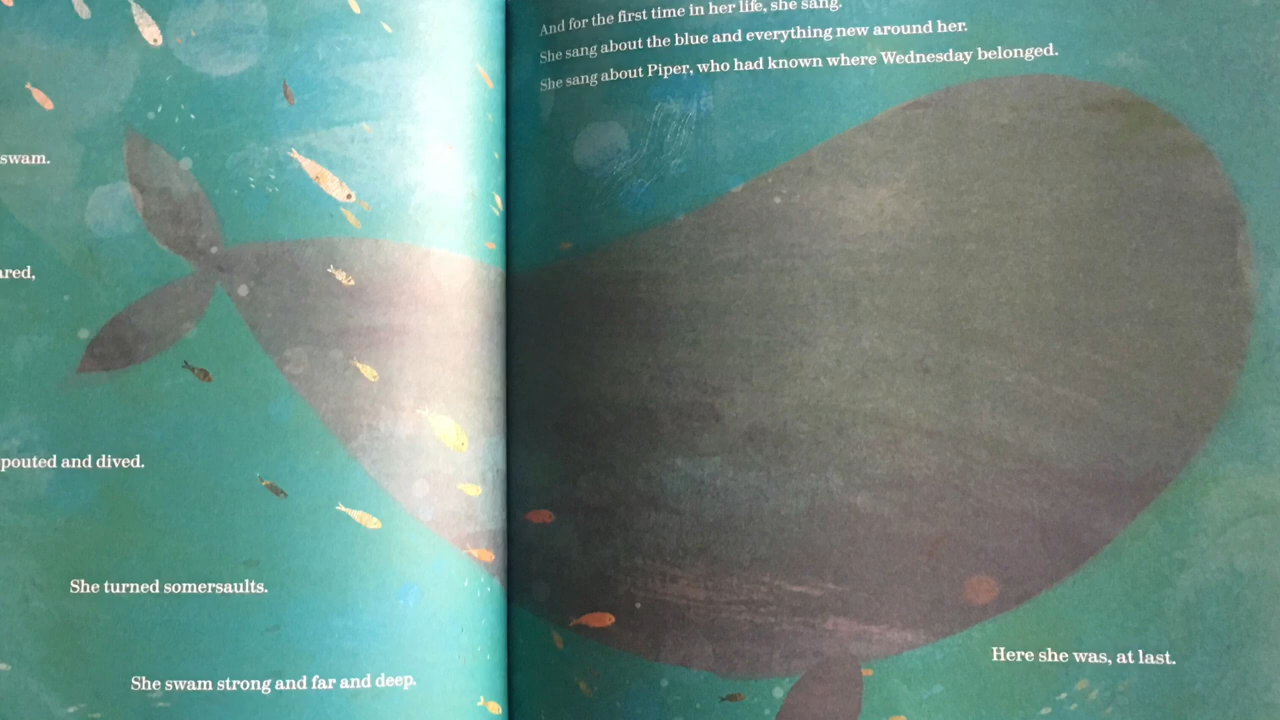 swam.
pouted and dived.
She turned somersaults.
She swam strong and far and deep.
And for the first time in her life, she sang.
She sang about the blue and everything new around her.
She sang about Piper, who had known where Wednesday belonged.
Here she was, at last.